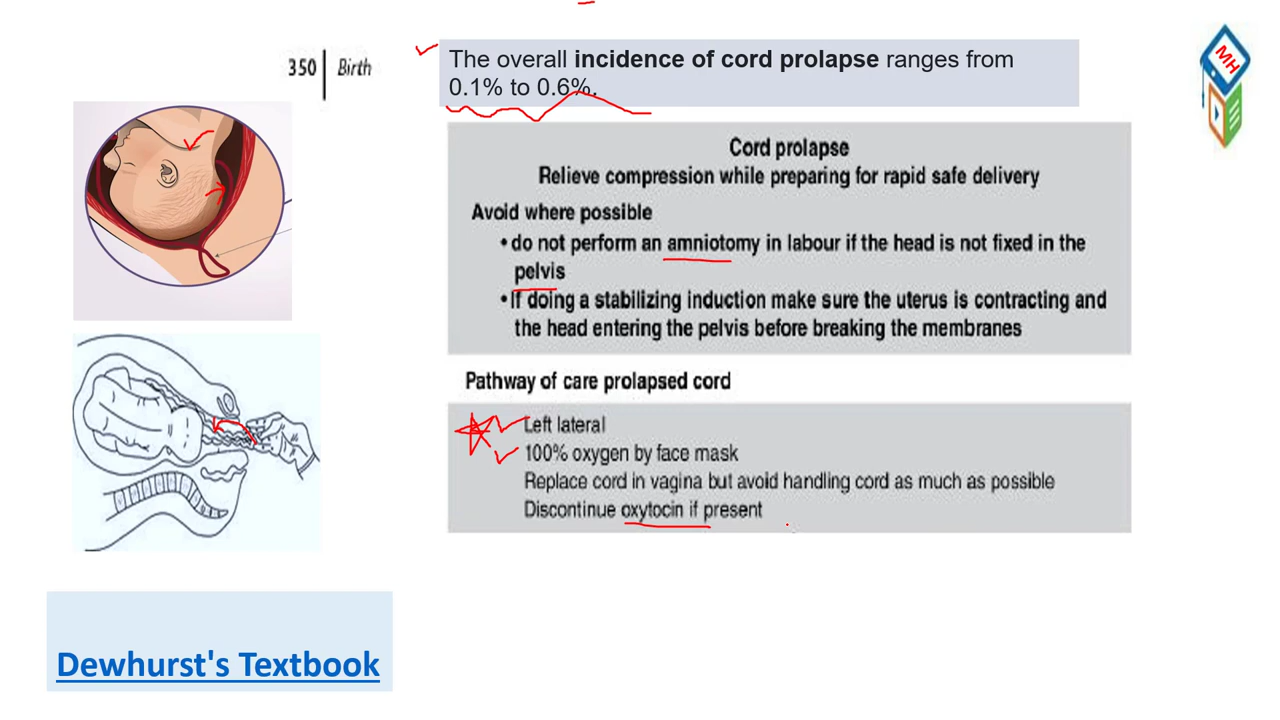 350 | Birth
The overall incidence of cord prolapse ranges from
0.1% to 0.6%.
Cord prolapse
Relieve compression while preparing for rapid safe delivery
Avoid where possible
• do not perform an amniotomy in labour if the head is not fixed in the
pelvis
• If doing a stabilizing induction make sure the uterus is contracting and
the head entering the pelvis before breaking the membranes
Pathway of care prolapsed cord
Left lateral
100% oxygen by face mask
Replace cord in vagina but avoid handling cord as much as possible
Discontinue oxytocin if present
Dewhurst's Textbook
MH